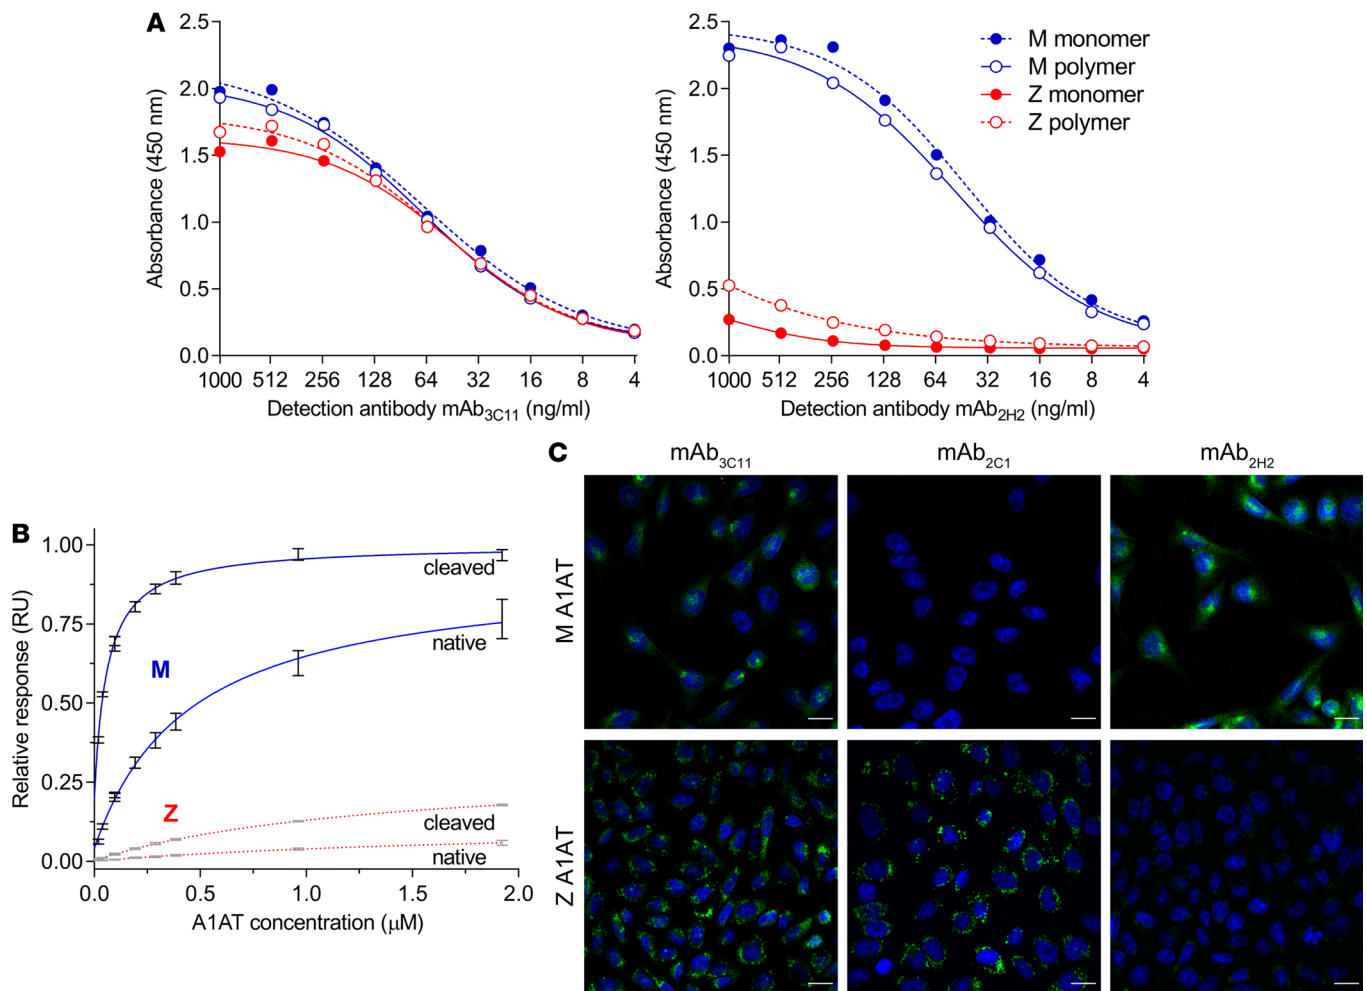 A
2.5
2.0
1.5
1.0
0.5
0.0
Absorbance (450 nm)
1000 512 256 128 64 32 16 8 4
Detection antibody mAb3C11 (ng/ml)
2.5
2.0
1.5
1.0
0.5
0.0
Absorbance (450 nm)
1000 512 256 128 64 32 16 8 4
Detection antibody mAb2H2 (ng/ml)
M monomer
M polymer
Z monomer
Z polymer
B
1.00
0.75
0.50
0.25
0.00
Relative response (RU)
cleaved
native
M
Z
cleaved
native
0.0 0.5 1.0 1.5 2.0
A1AT concentration (μM)
C
mAb3C11 mAb2C1 mAb2H2
M A1AT
Z A1AT